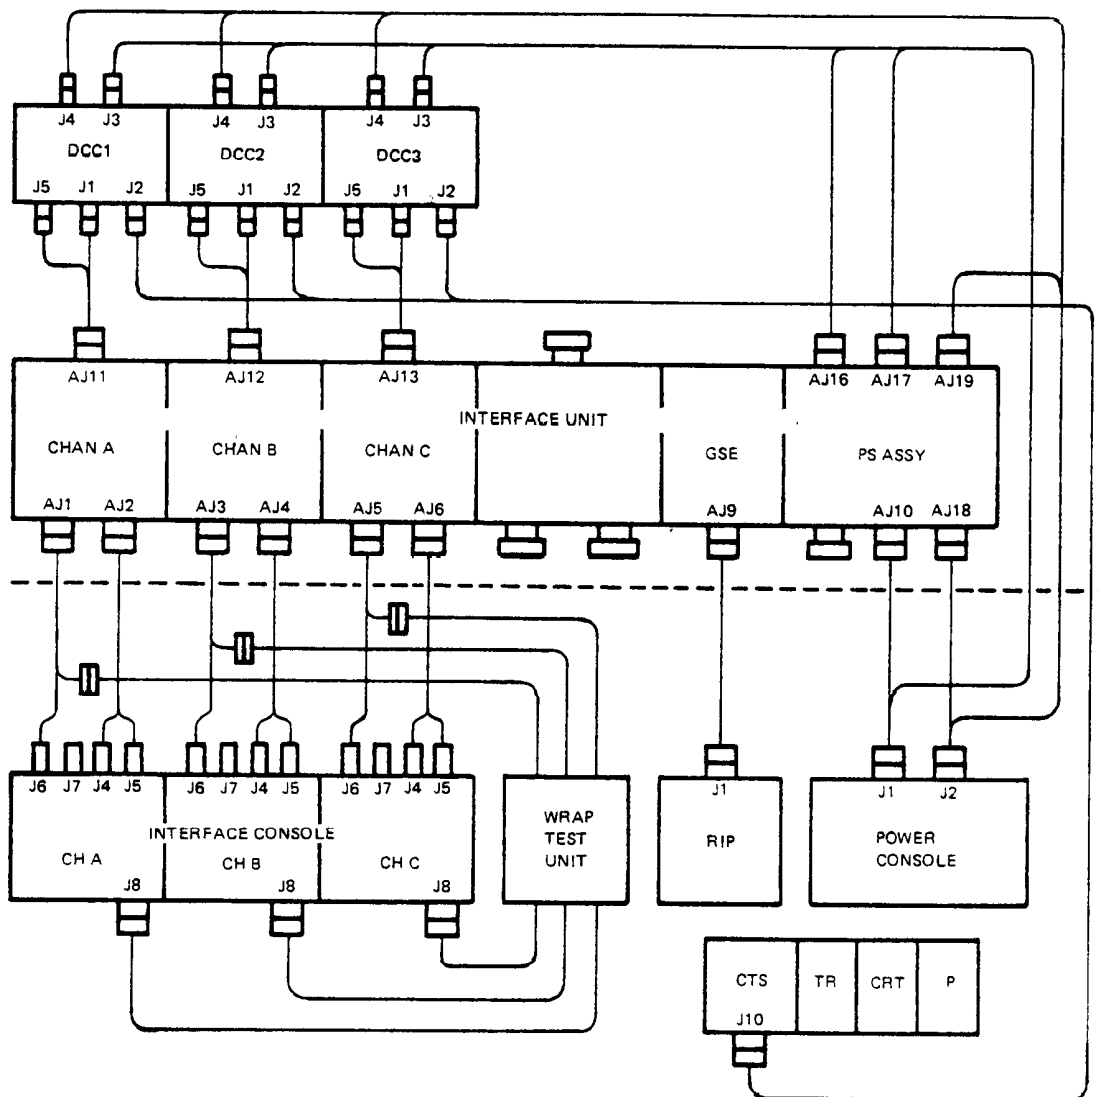 J4 J3 J4 J3 J4 J3
DCC1 DCC2 DCC3
J5 J1 J2 J5 J1 J2 J5 J1 J2
AJ11 AJ12 AJ13 AJ16 AJ17 AJ19
INTERFACE UNIT
CHAN A CHAN B CHAN C GSE PS ASSY
AJ1 AJ2 AJ3 AJ4 AJ5 AJ6 AJ9 AJ10 AJ18
J6 J7 J4 J5 J6 J7 J4 J5 J6 J7 J4 J5 J1 J1 J2
INTERFACE CONSOLE
CH A CH B CH C
J8 J8 J8
WRAP
TEST
UNIT
RIP
POWER
CONSOLE
CTS TR CRT P
J10